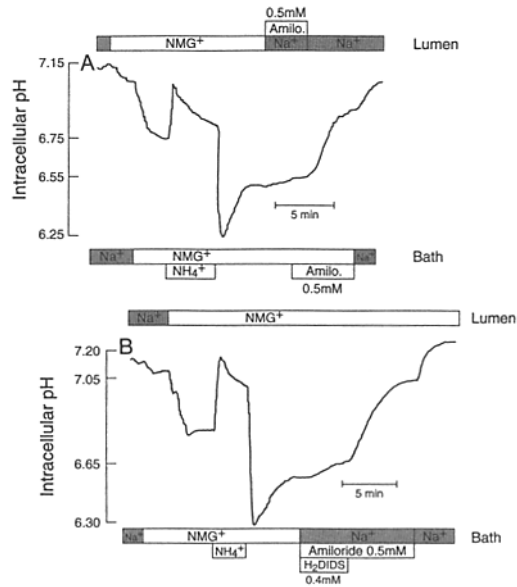 0.5mM
Amilo.
NMG+ Na+ Na+ Lumen
A
7.15
6.75
6.55
6.25
Intracellular pH
5 min
Na+ NMG+ Na+ Bath
NH4+ Amilo.
0.5mM
NMG+ Lumen
B
7.20
7.05
6.65
6.30
Intracellular pH
5 min
Na+ NMG+ Na+ Na+ Bath
NH4+ Amiloride 0.5mM
H2DIDS
0.4mM